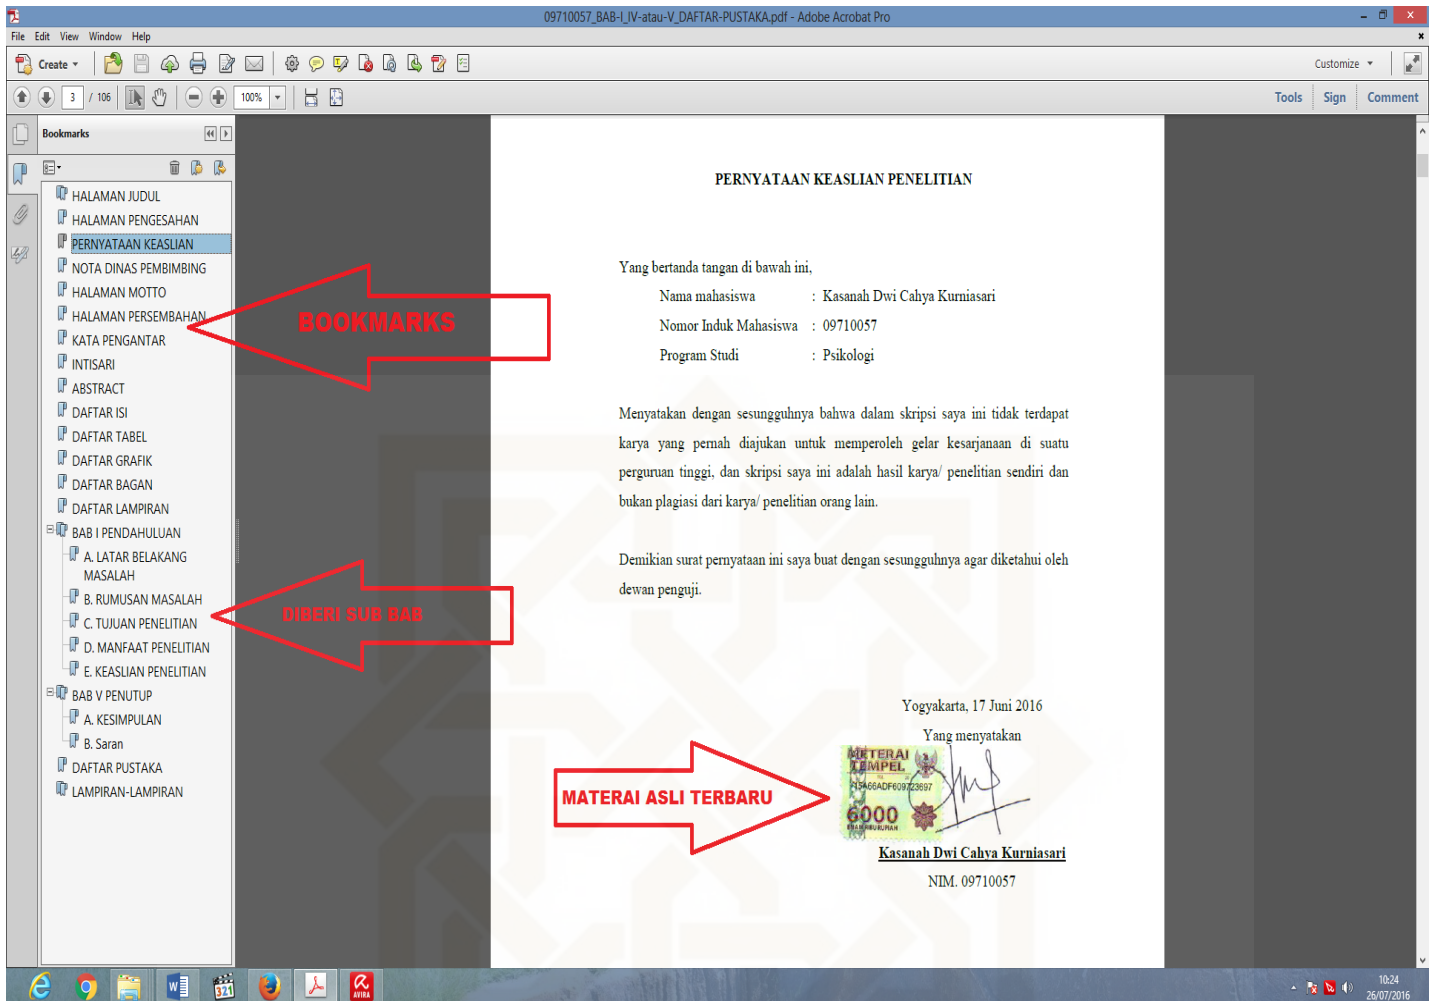 09710057_BAB-I_IV-atau-V_DAFTAR-PUSTAKA.pdf - Adobe Acrobat Pro
File Edit View Window Help
Create Customize
3 / 106 100% Tools Sign Comment
Bookmarks
HALAMAN JUDUL
HALAMAN PENGESAHAN
PERNYATAAN KEASLIAN
NOTA DINAS PEMBIMBING
HALAMAN MOTTO
HALAMAN PERSEMBAHAN
KATA PENGANTAR
INTISARI
ABSTRACT
DAFTAR ISI
DAFTAR TABEL
DAFTAR GRAFIK
DAFTAR BAGAN
DAFTAR LAMPIRAN
BAB I PENDAHULUAN
A. LATAR BELAKANG
MASALAH
B. RUMUSAN MASALAH
C. TUJUAN PENELITIAN
D. MANFAAT PENELITIAN
E. KEASLIAN PENELITIAN
BAB V PENUTUP
A. KESIMPULAN
B. Saran
DAFTAR PUSTAKA
LAMPIRAN-LAMPIRAN
BOOKMARKS
DIBERI SUB BAB
PERNYATAAN KEASLIAN PENELITIAN
Yang bertanda tangan di bawah ini,
Nama mahasiswa : Kasanah Dwi Cahya Kurniasari
Nomor Induk Mahasiswa : 09710057
Program Studi : Psikologi
Menyatakan dengan sesungguhnya bahwa dalam skripsi saya ini tidak terdapat
karya yang pernah diajukan untuk memperoleh gelar kesarjanaan di suatu
perguruan tinggi, dan skripsi saya ini adalah hasil karya/ penelitian sendiri dan
bukan plagiasi dari karya/ penelitian orang lain.
Demikian surat pernyataan ini saya buat dengan sesungguhnya agar diketahui oleh
dewan penguji.
Yogyakarta, 17 Juni 2016
Yang menyatakan
MATERAI ASLI TERBARU
METERAI
TEMPEL
6000
Kasanah Dwi Cahya Kurniasari
NIM. 09710057
321
AVIRA
10:24
26/07/2016